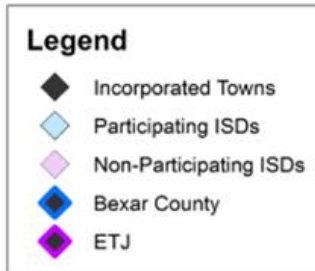 Legend
Incorporated Towns
Participating ISDs
Non-Participating ISDs
Bexar County
ETJ